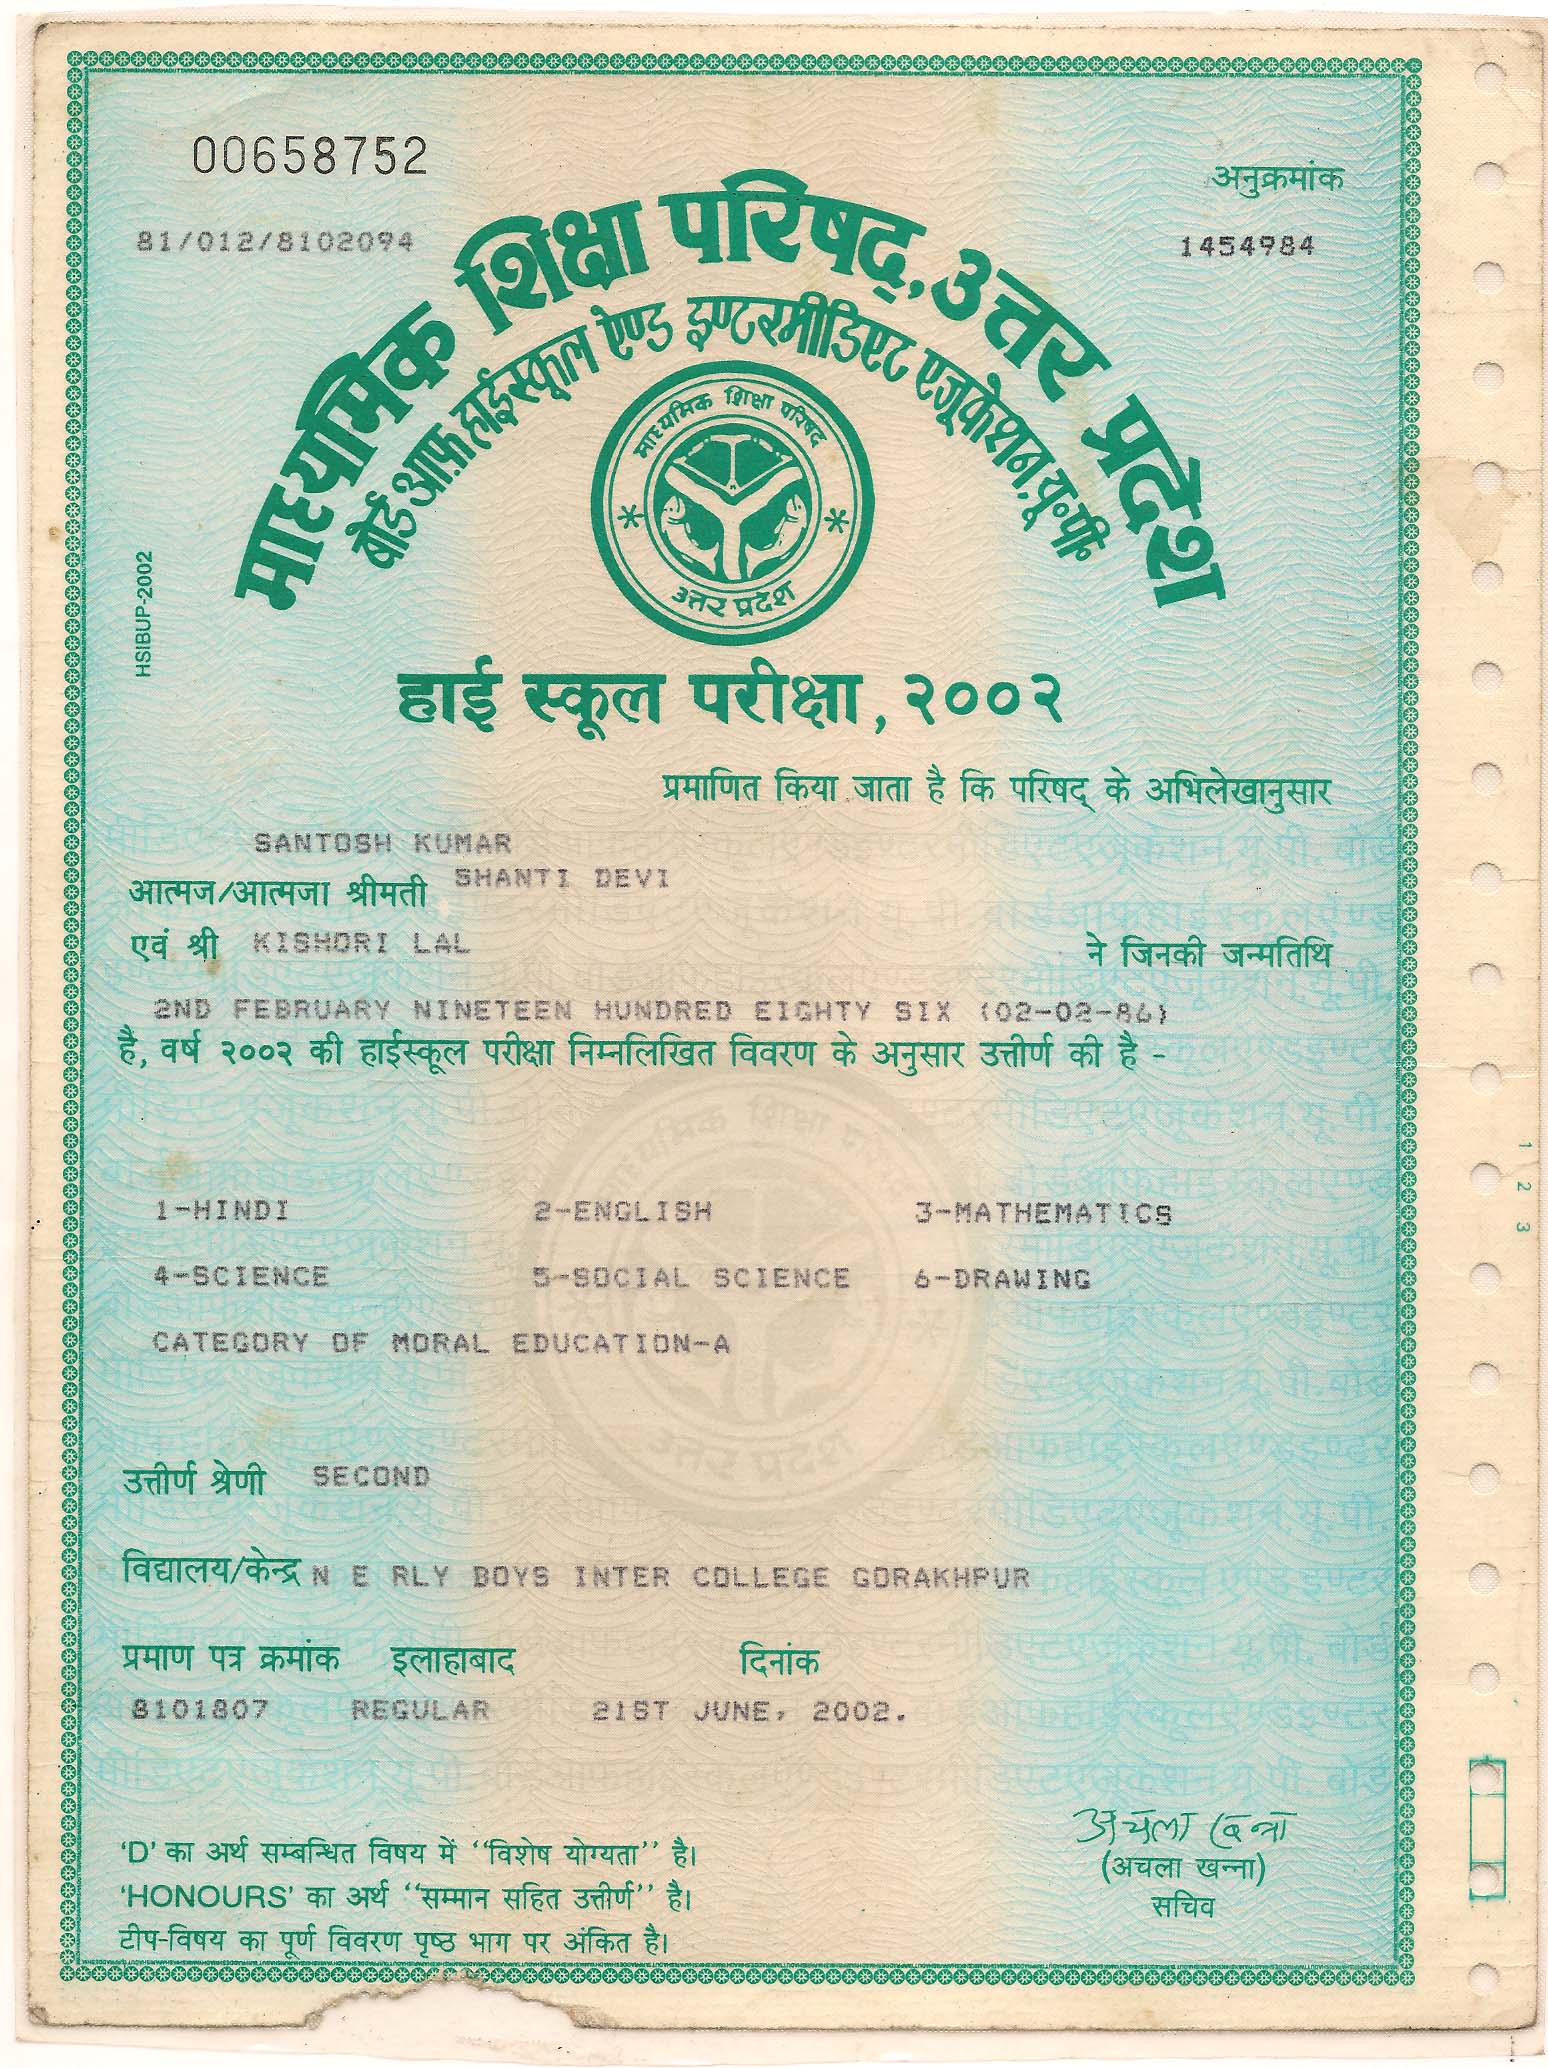 00658752
अनुक्रमांक
81/012/8102094
1454984
माध्यमिक शिक्षा परिषद्, उत्तर प्रदेश
बोर्ड आफ़ हाईस्कूल ऐण्ड इण्टरमीडिएट एजूकेशन, यू॰पी॰
माध्यमिक शिक्षा परिषद
उत्तर प्रदेश
HSIBUP-2002
हाई स्कूल परीक्षा, २००२
प्रमाणित किया जाता है कि परिषद् के अभिलेखानुसार
SANTOSH KUMAR
आत्मज/आत्मजा श्रीमती SHANTI DEVI
एवं श्री KISHORI LAL ने जिनकी जन्मतिथि
2ND FEBRUARY NINETEEN HUNDRED EIGHTY SIX (02-02-86)
है, वर्ष २००२ की हाईस्कूल परीक्षा निम्नलिखित विवरण के अनुसार उत्तीर्ण की है -
1-HINDI 2-ENGLISH 3-MATHEMATICS
4-SCIENCE 5-SOCIAL SCIENCE 6-DRAWING
CATEGORY OF MORAL EDUCATION-A
1 2 3
उत्तीर्ण श्रेणी SECOND
विद्यालय/केन्द्र N E RLY BOYS INTER COLLEGE GORAKHPUR
प्रमाण पत्र क्रमांक इलाहाबाद दिनांक
8101807 REGULAR 21ST JUNE, 2002.
अचला खन्ना
'D' का अर्थ सम्बन्धित विषय में "विशेष योग्यता" है।
(अचला खन्ना)
'HONOURS' का अर्थ "सम्मान सहित उत्तीर्ण" है।
सचिव
टीप-विषय का पूर्ण विवरण पृष्ठ भाग पर अंकित है।